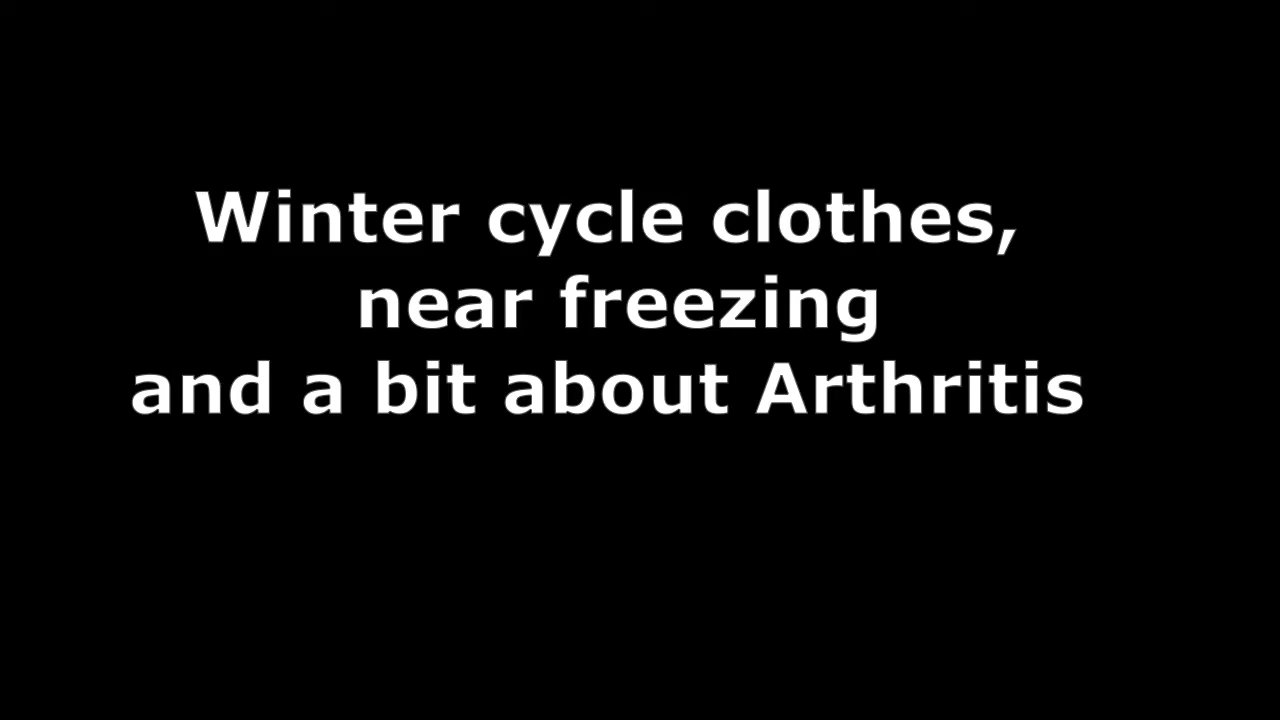 Winter cycle clothes,
near freezing
and a bit about Arthritis